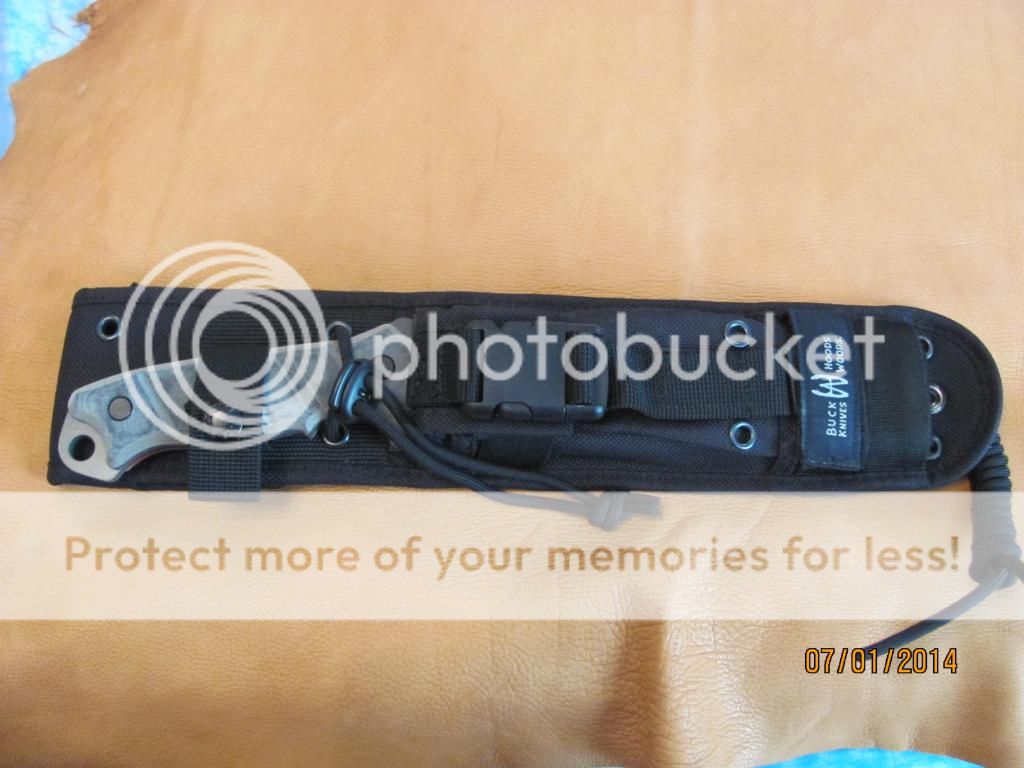 photobucket
BUCK
KNIVES
HOODS
WOODS
Protect more of your memories for less!
07/01/2014